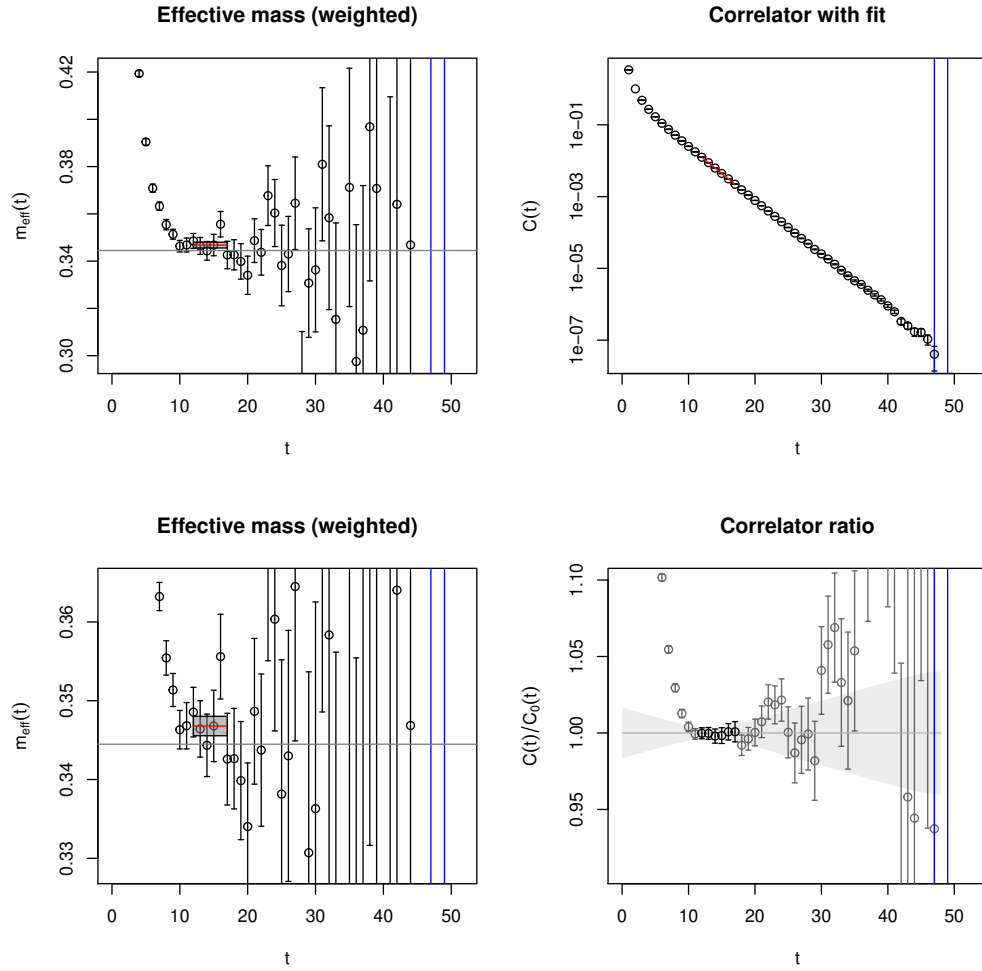 Effective mass (weighted)
m_eff(t)
0.42
0.38
0.34
0.30
0 10 20 30 40 50
t
Correlator with fit
C(t)
1e−01
1e−03
1e−05
1e−07
0 10 20 30 40 50
t
Effective mass (weighted)
m_eff(t)
0.36
0.35
0.34
0.33
0 10 20 30 40 50
t
Correlator ratio
C(t)/C_0(t)
1.10
1.05
1.00
0.95
0 10 20 30 40 50
t